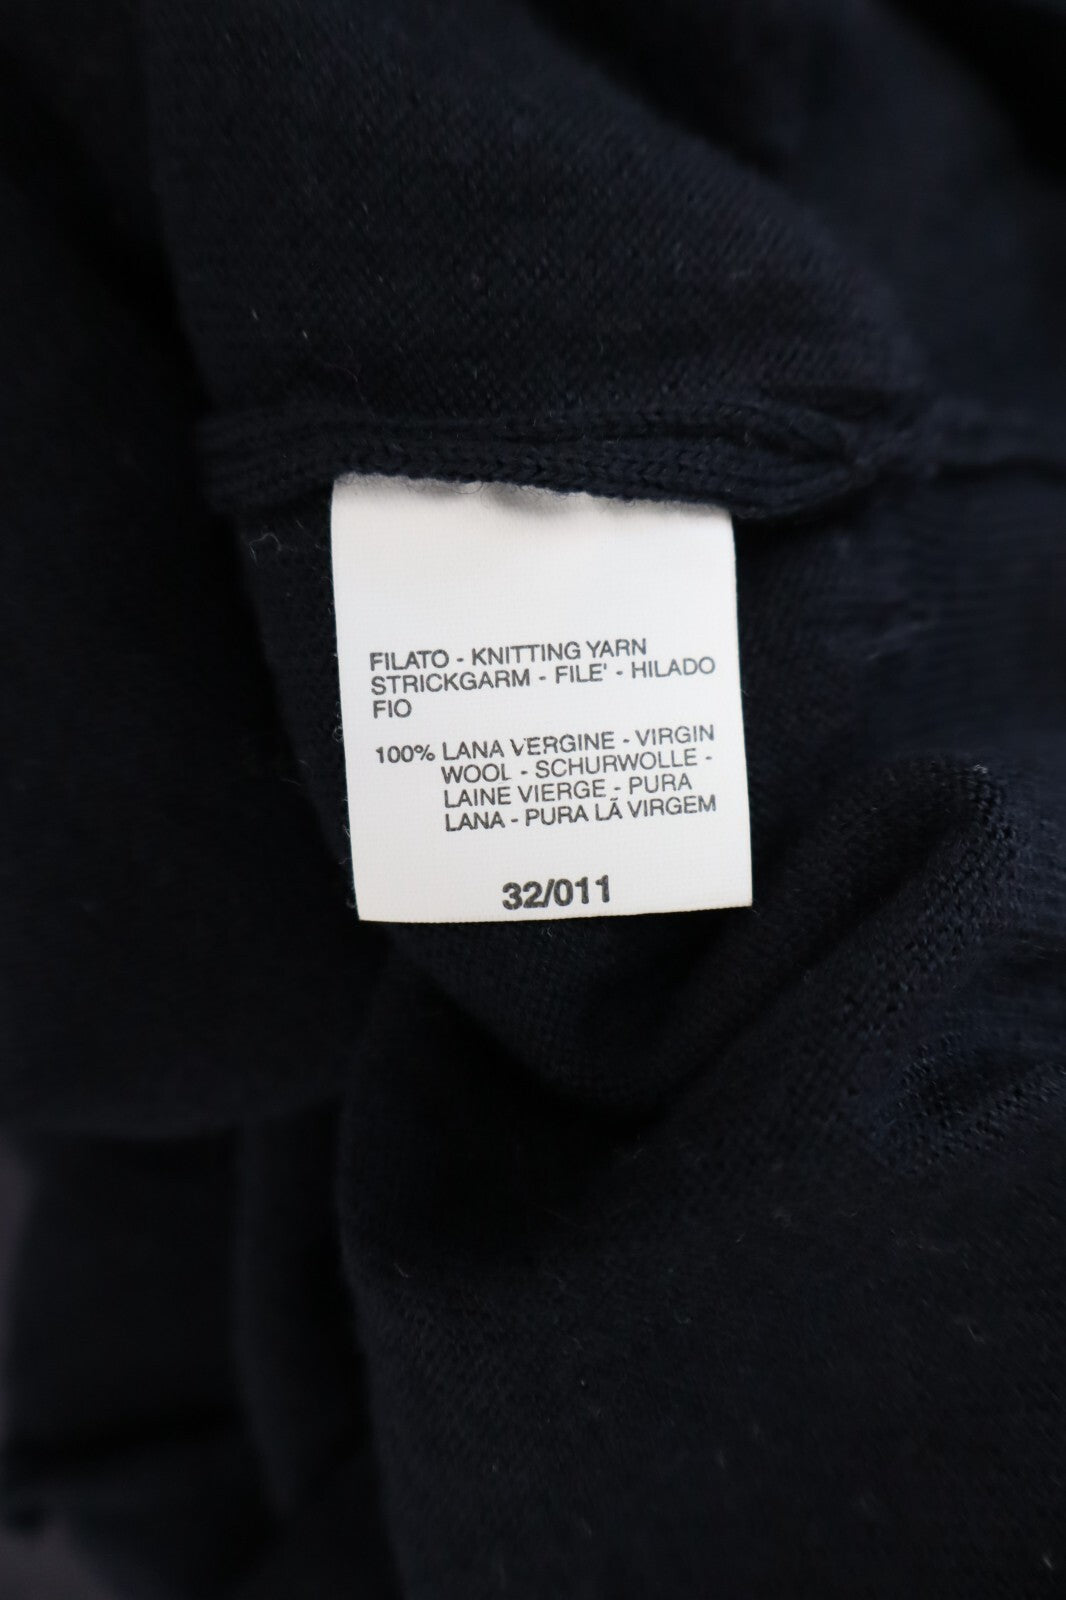 FILATO - KNITTING YARN
STRICKGARM - FILE' - HILADO
FIO
100% LANA VERGINE - VIRGIN
WOOL - SCHURWOLLE -
LAINE VIERGE - PURA
LANA - PURA LÃ VIRGEM
32/011